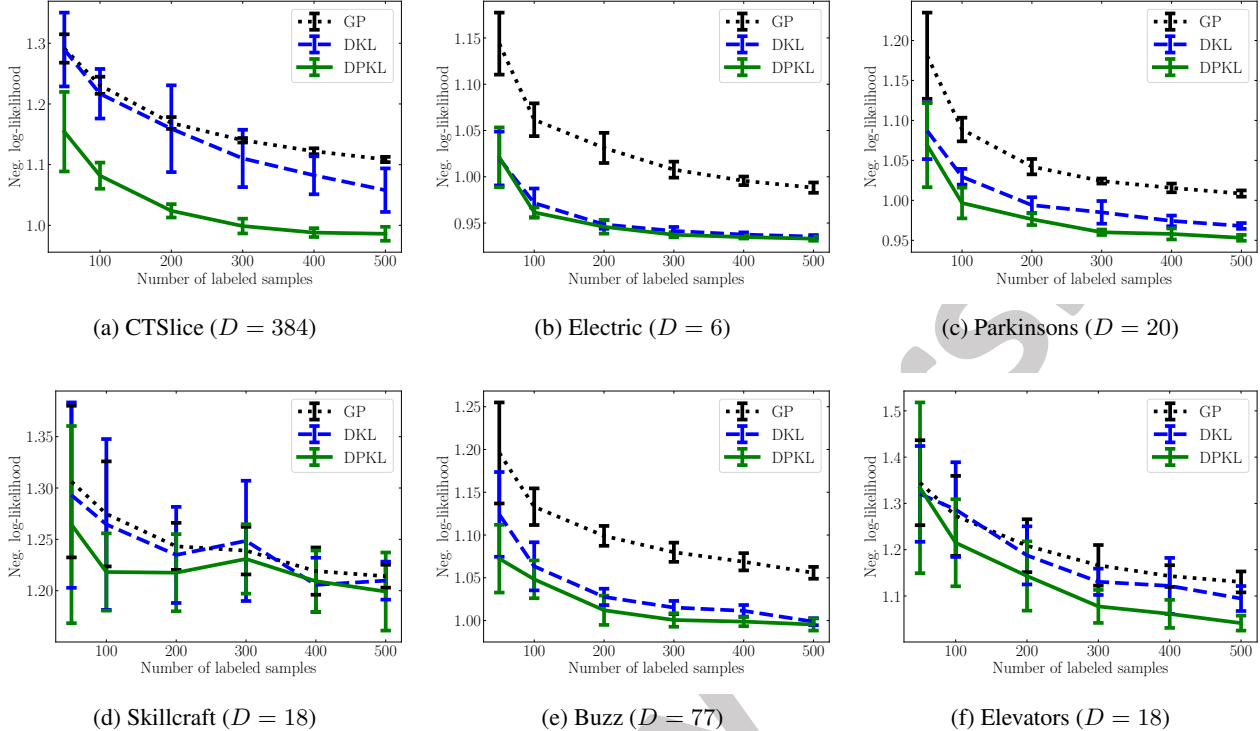 1.3
1.2
1.1
1.0
Neg. log-likelihood
GP
DKL
DPKL
100 200 300 400 500
Number of labeled samples
(a) CTSlice (D = 384)
1.15
1.10
1.05
1.00
0.95
Neg. log-likelihood
GP
DKL
DPKL
100 200 300 400 500
Number of labeled samples
(b) Electric (D = 6)
1.20
1.15
1.10
1.05
1.00
0.95
Neg. log-likelihood
GP
DKL
DPKL
100 200 300 400 500
Number of labeled samples
(c) Parkinsons (D = 20)
1.35
1.30
1.25
1.20
Neg. log-likelihood
GP
DKL
DPKL
100 200 300 400 500
Number of labeled samples
(d) Skillcraft (D = 18)
1.25
1.20
1.15
1.10
1.05
1.00
Neg. log-likelihood
GP
DKL
DPKL
100 200 300 400 500
Number of labeled samples
(e) Buzz (D = 77)
1.5
1.4
1.3
1.2
1.1
Neg. log-likelihood
GP
DKL
DPKL
100 200 300 400 500
Number of labeled samples
(f) Elevators (D = 18)